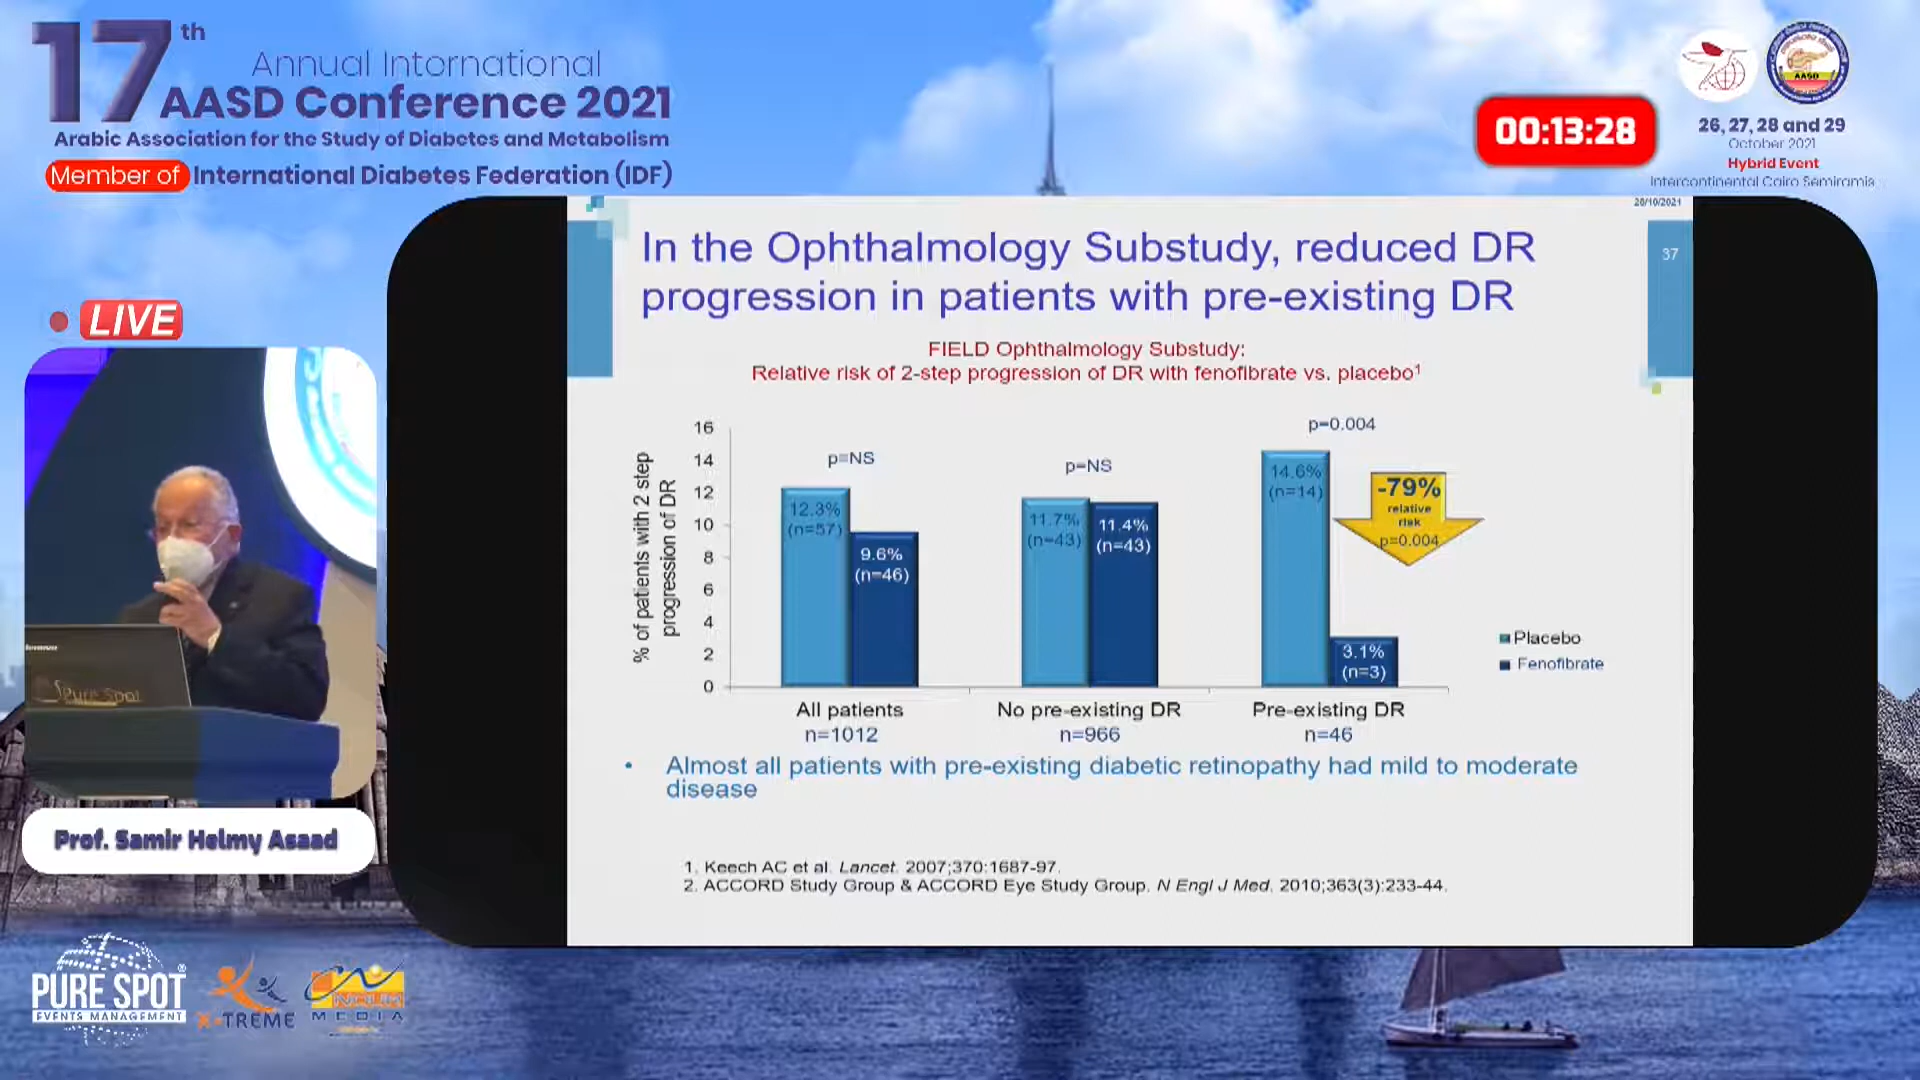 17th
Annual International
AASD Conference 2021
Arabic Association for the Study of Diabetes and Metabolism
Member of International Diabetes Federation (IDF)
00:13:28
AASD
26, 27, 28 and 29
October 2021
Hybrid Event
Intercontinental Cairo Semiramis
LIVE
Prof. Samir Helmy Asaad
28/10/2021
37
In the Ophthalmology Substudy, reduced DR
progression in patients with pre-existing DR
FIELD Ophthalmology Substudy:
Relative risk of 2-step progression of DR with fenofibrate vs. placebo¹
% of patients with 2 step
progression of DR
16
14
12
10
8
6
4
2
0
p=NS
12.3%
(n=57)
9.6%
(n=46)
All patients
n=1012
p=NS
11.7%
(n=43)
11.4%
(n=43)
No pre-existing DR
n=966
p=0.004
14.6%
(n=14)
-79%
relative
risk
p=0.004
3.1%
(n=3)
Pre-existing DR
n=46
Placebo
Fenofibrate
• Almost all patients with pre-existing diabetic retinopathy had mild to moderate
disease
1. Keech AC et al. Lancet. 2007;370:1687-97.
2. ACCORD Study Group & ACCORD Eye Study Group. N Engl J Med. 2010;363(3):233-44.
Pure Spot
PURE SPOT®
EVENTS MANAGEMENT
X-TREME
MEDIA